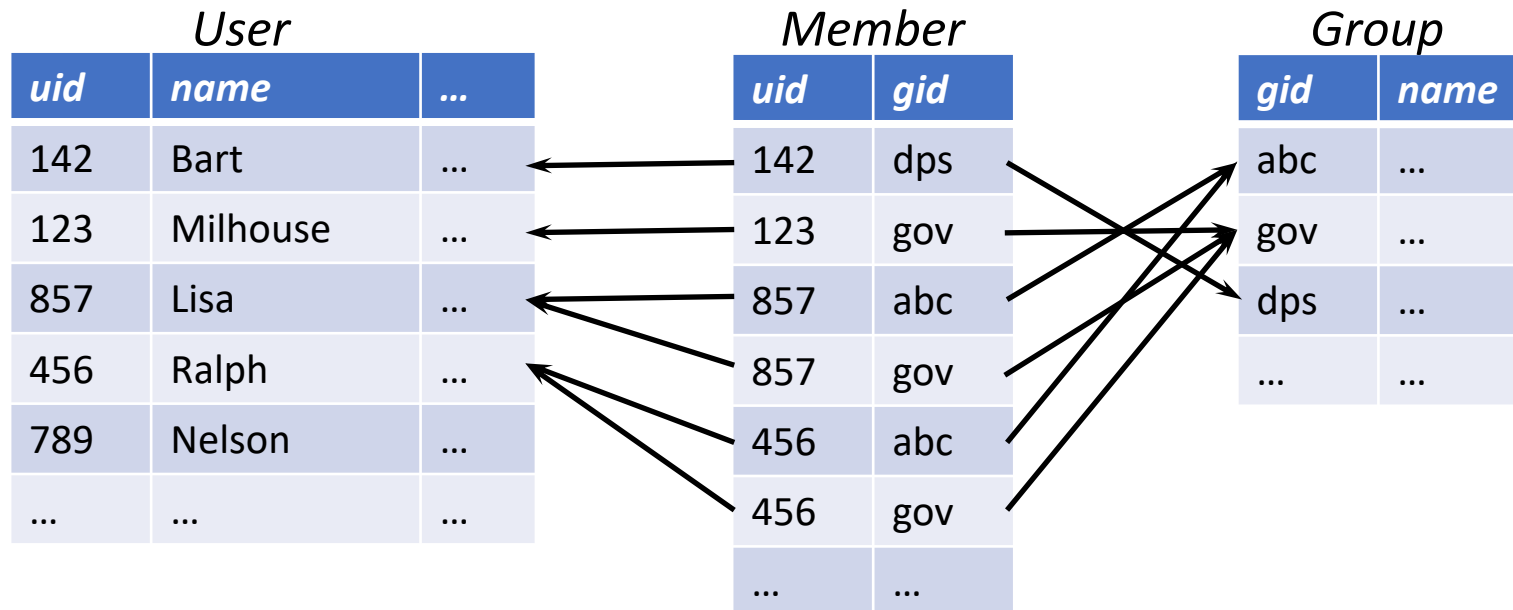 User
uid name ...
142 Bart ...
123 Milhouse ...
857 Lisa ...
456 Ralph ...
789 Nelson ...
... ... ...
Member
uid gid
142 dps
123 gov
857 abc
857 gov
456 abc
456 gov
... ...
Group
gid name
abc ...
gov ...
dps ...
... ...